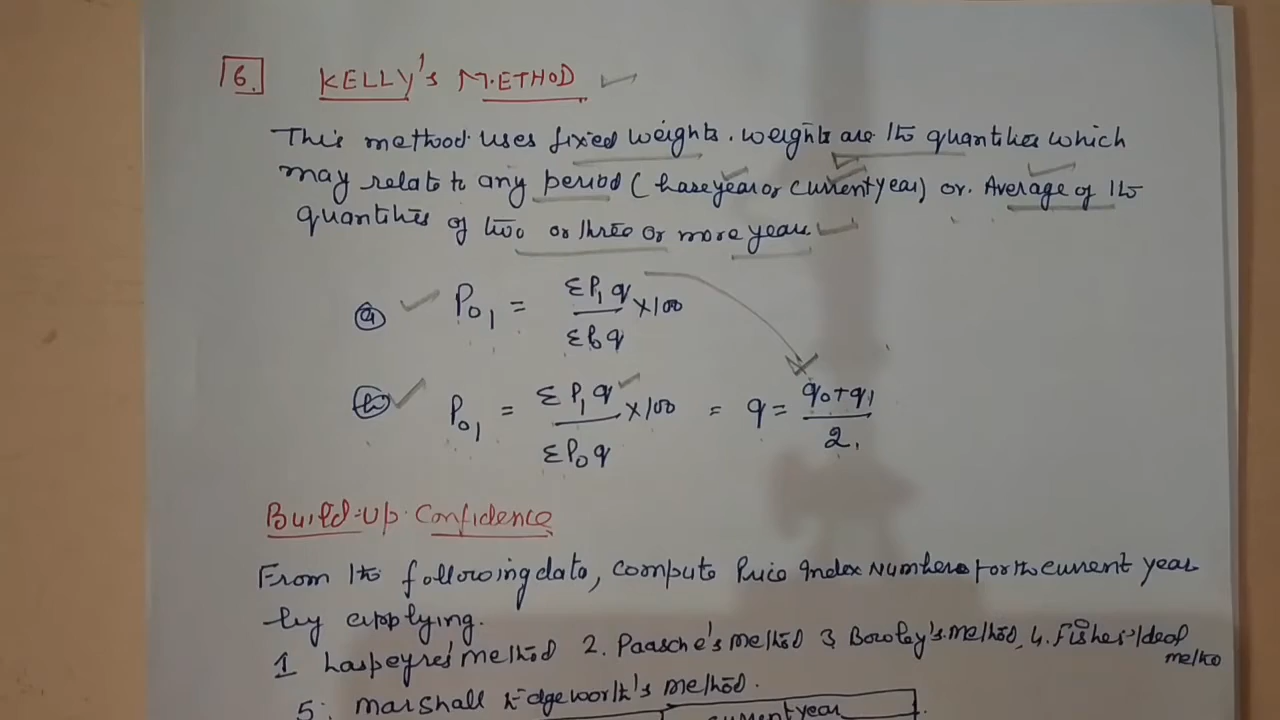 6. KELLY's METHOD
This method uses fixed weights. weights are the quantities which
may relate to any period (base year or current year) or. Average of the
quantities of two or three or more years.
(a) P₀₁ = ΣP₁q / ΣP₀q ×100
(b) P₀₁ = ΣP₁q / ΣP₀q ×100 = q = q₀+q₁ / 2
Build-Up Confidence
From the following data, compute Price Index Numbers for the current year
by applying.
1 Laspeyres' method 2. Paasche's method 3 Bowley's method, 4. Fisher's Ideal
metho
5. Marshall Edgeworth's method.
current year